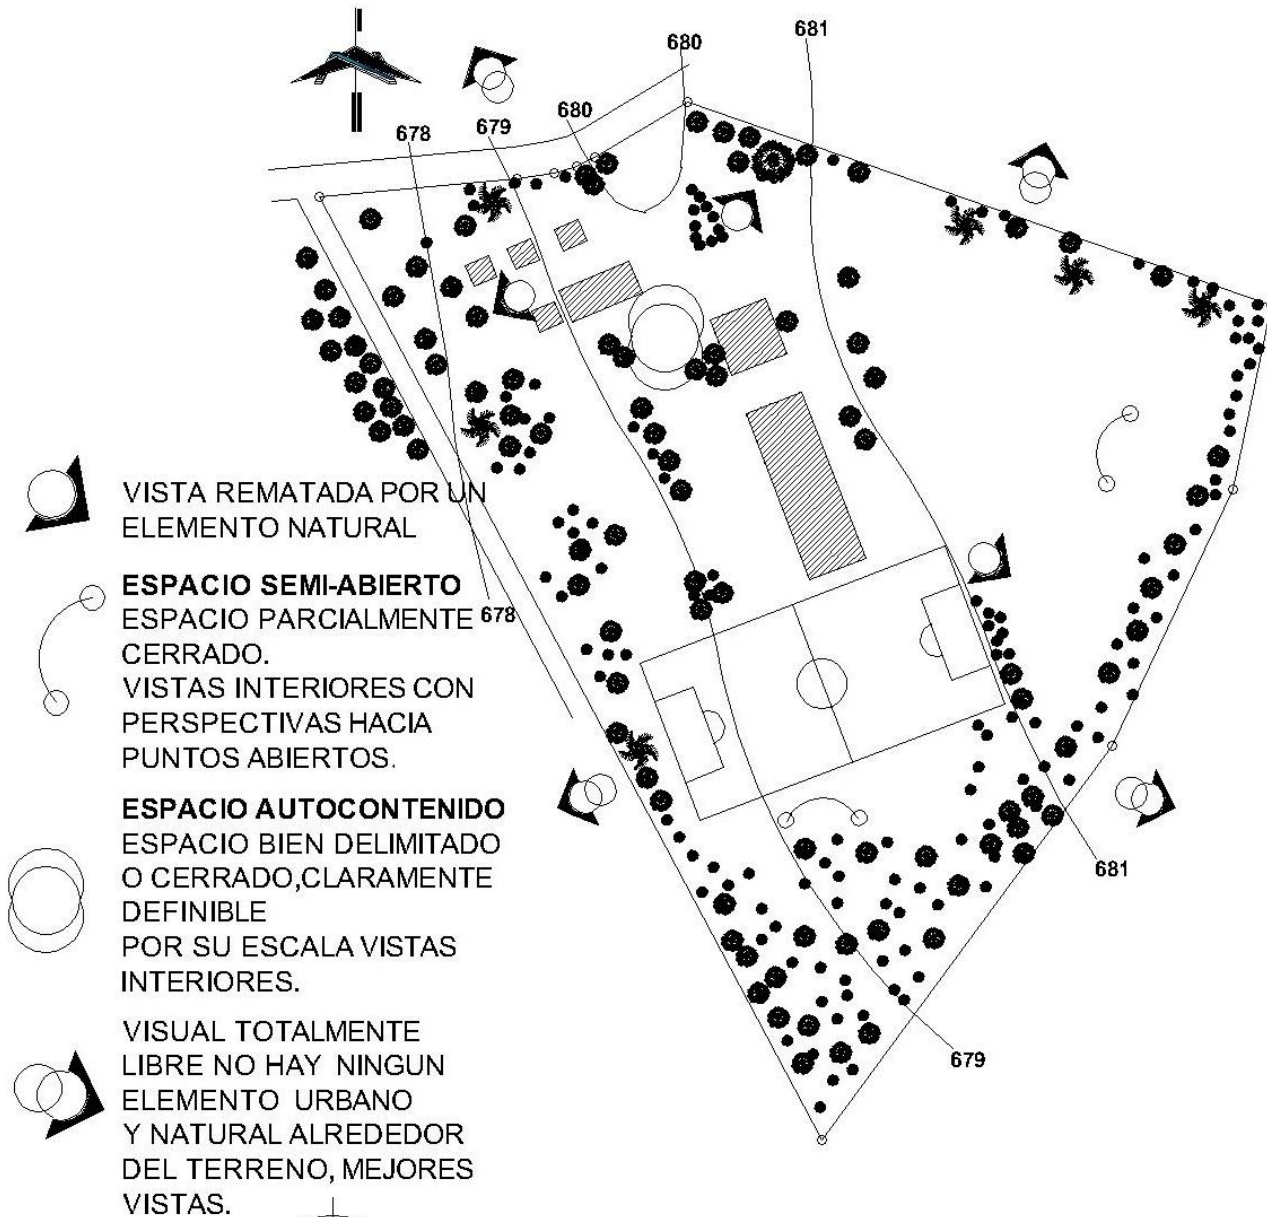 680
681
680
678
679
VISTA REMATADA POR UN
ELEMENTO NATURAL
ESPACIO SEMI-ABIERTO
ESPACIO PARCIALMENTE
678
CERRADO.
VISTAS INTERIORES CON
PERSPECTIVAS HACIA
PUNTOS ABIERTOS.
ESPACIO AUTOCONTENIDO
ESPACIO BIEN DELIMITADO
O CERRADO,CLARAMENTE
DEFINIBLE
POR SU ESCALA VISTAS
INTERIORES.
VISUAL TOTALMENTE
LIBRE NO HAY NINGUN
ELEMENTO URBANO
Y NATURAL ALREDEDOR
DEL TERRENO, MEJORES
VISTAS.
681
679